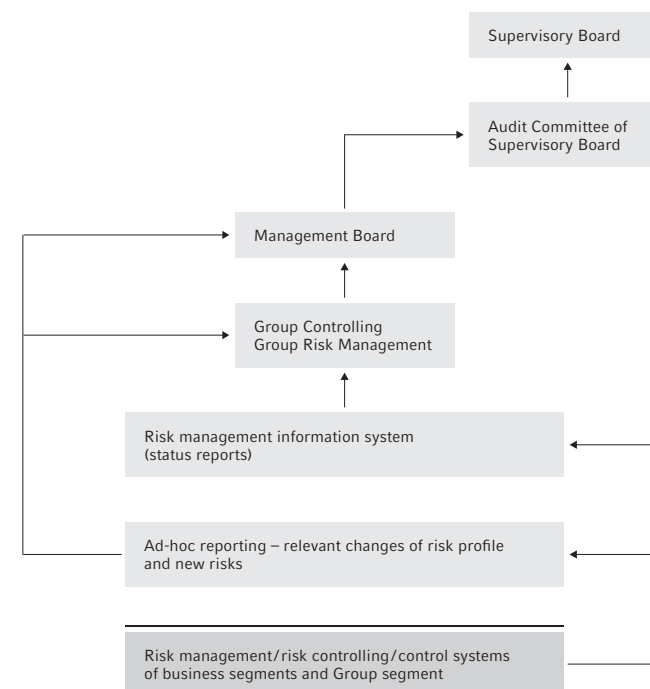 Supervisory Board
Audit Committee of
Supervisory Board
Management Board
Group Controlling
Group Risk Management
Risk management information system
(status reports)
Ad-hoc reporting – relevant changes of risk profile
and new risks
Risk management/risk controlling/control systems
of business segments and Group segment